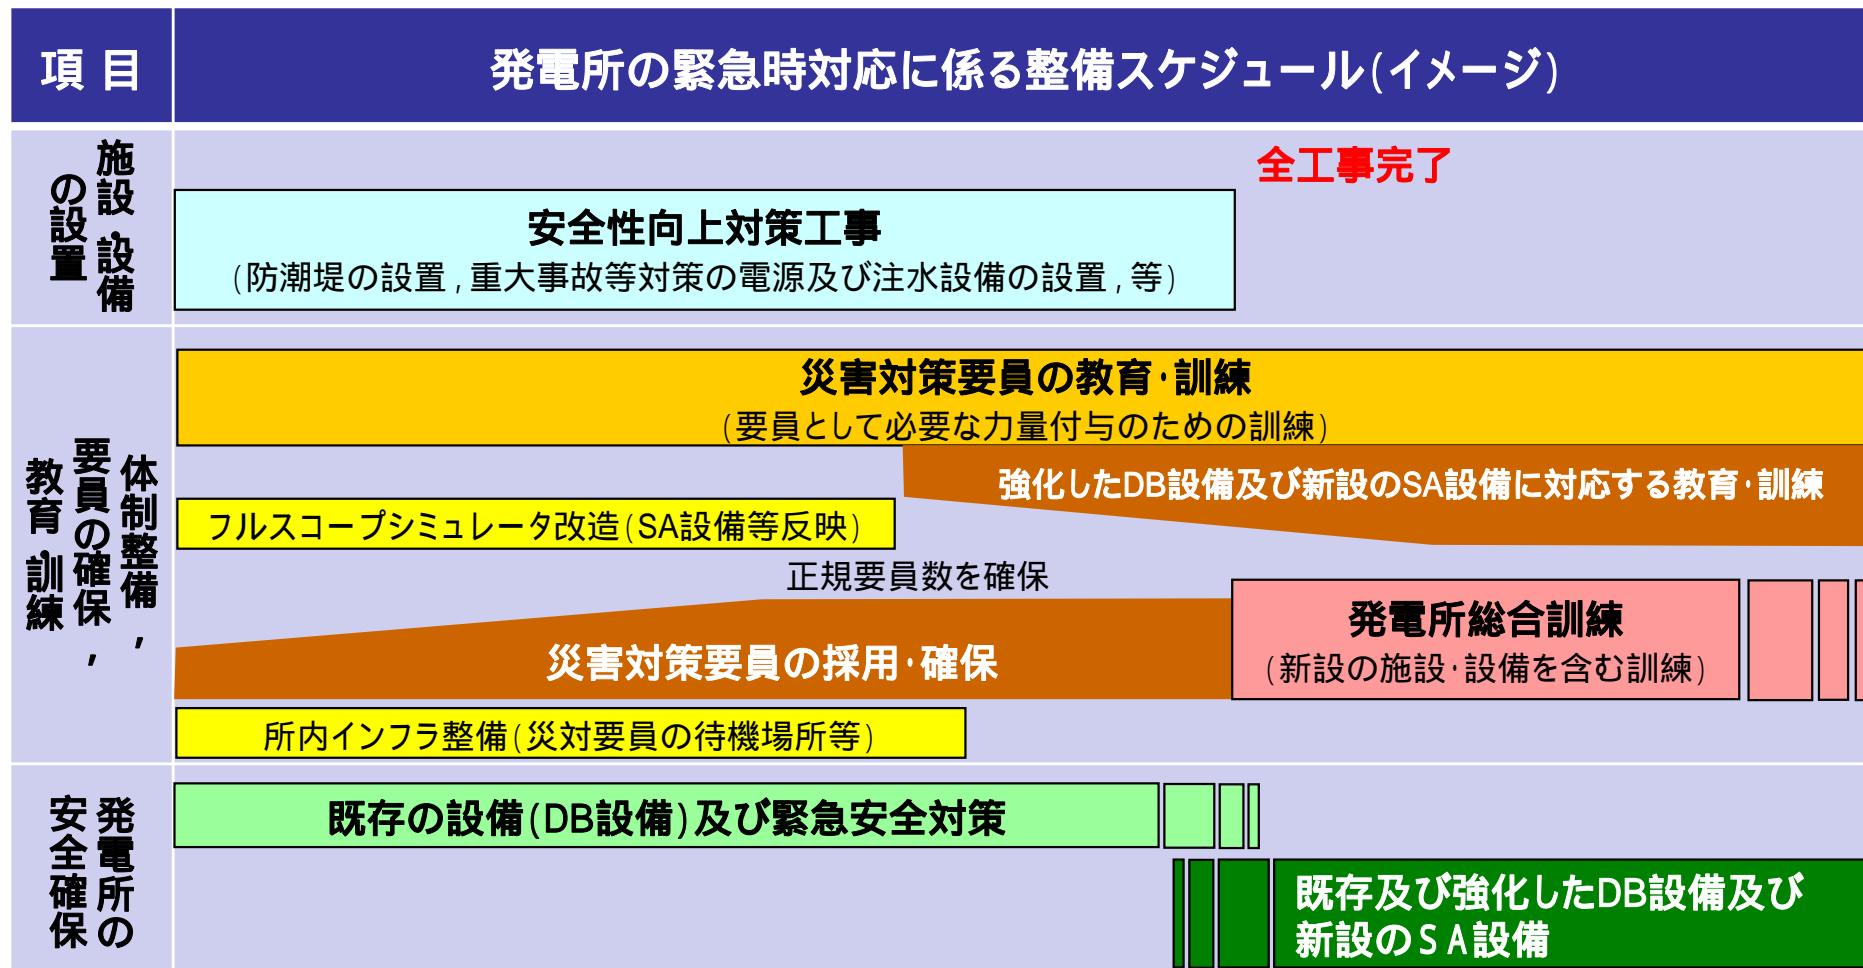 項目
発電所の緊急時対応に係る整備スケジュール(イメージ)
施設・設備
の設置
全工事完了
安全性向上対策工事
(防潮堤の設置,重大事故等対策の電源及び注水設備の設置,等)
体制整備,
要員の確保,
教育・訓練
災害対策要員の教育・訓練
(要員として必要な力量付与のための訓練)
強化したDB設備及び新設のSA設備に対応する教育・訓練
フルスコープシミュレータ改造(SA設備等反映)
正規要員数を確保
災害対策要員の採用・確保
発電所総合訓練
(新設の施設・設備を含む訓練)
所内インフラ整備(災対要員の待機場所等)
発電所の
安全確保
既存の設備(DB設備)及び緊急安全対策
既存及び強化したDB設備及び
新設のSA設備